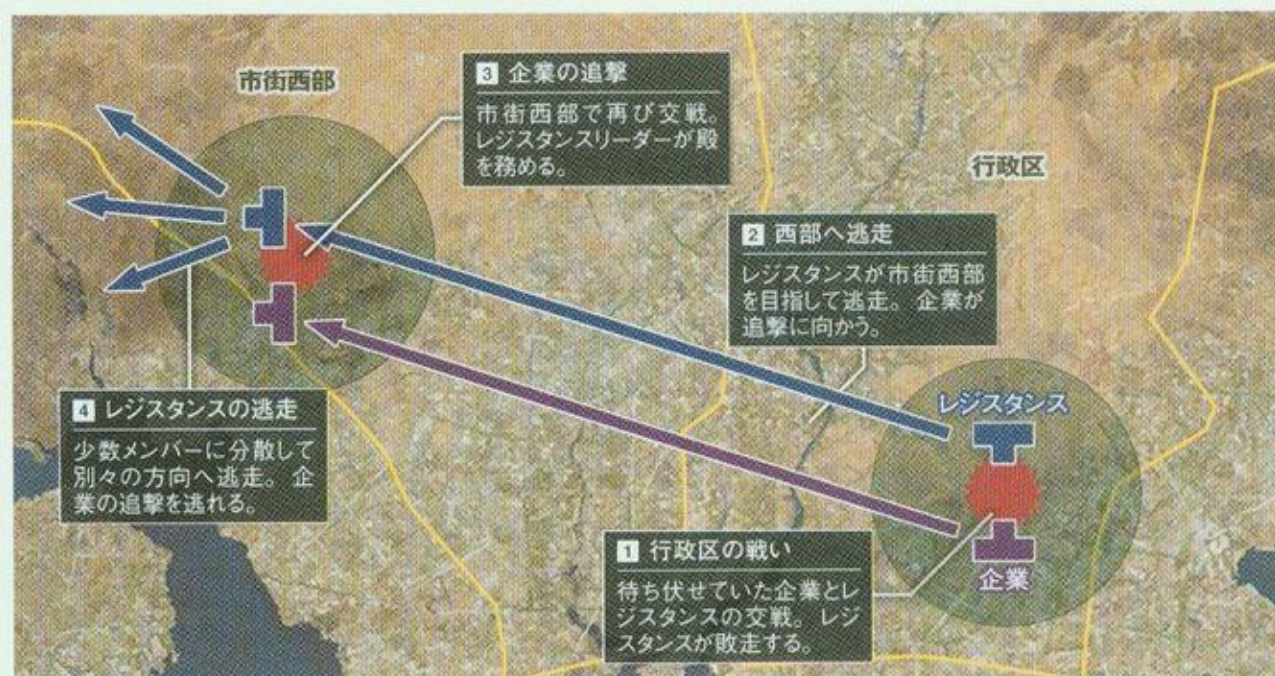 市街西部
3 企業の追撃
市街西部で再び交戦。
レジスタンスリーダーが殿
を務める。
行政区
2 西部へ逃走
レジスタンスが市街西部
を目指して逃走。企業が
追撃に向かう。
レジスタンス
4 レジスタンスの逃走
少数メンバーに分散して
別々の方向へ逃走。企
業の追撃を逃れる。
1 行政区の戦い
待ち伏せていた企業とレ
ジスタンスの交戦。レジ
スタンスが敗走する。
企業